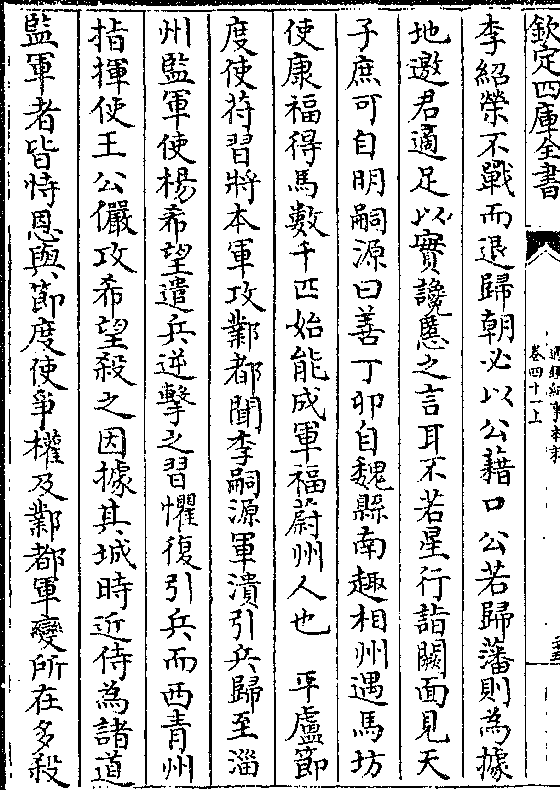 欽定四庫全書
卷四十一上
李紹榮不戰而退歸朝必以公藉口公若歸藩則為據
地邀君適足以實讒慝之言耳不若星行詣闕面見天
子庶可自明嗣源曰善丁卯自魏縣南趣相州遇馬坊
使康福得馬數千匹始能成軍福蔚州人也 平盧節
度使苻習將本軍攻鄴都聞李嗣源軍潰引兵歸至淄
州監軍使楊希望遣兵逆擊之習懼復引兵而西青州
指揮使王公儼攻希望殺之因據其城時近侍為諸道
監軍者皆恃恩與節度使爭權及鄴都軍變所在多殺